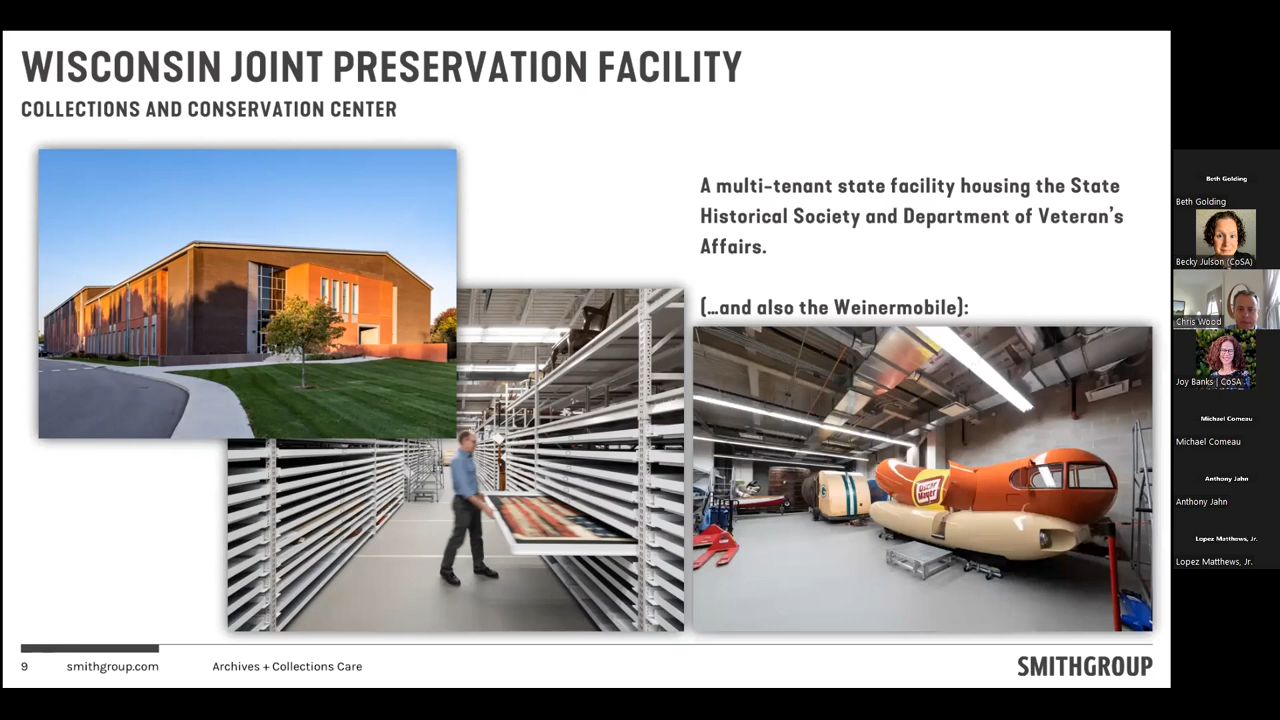 WISCONSIN JOINT PRESERVATION FACILITY
COLLECTIONS AND CONSERVATION CENTER
A multi-tenant state facility housing the State
Historical Society and Department of Veteran's
Affairs.
(...and also the Weinermobile):
Oscar
Mayer
9 smithgroup.com Archives + Collections Care
SMITHGROUP
Beth Golding
Beth Golding
Becky Julson (CoSA)
Chris Wood
Joy Banks | CoSA
Michael Comeau
Michael Comeau
Anthony Jahn
Anthony Jahn
Lopez Matthews, Jr.
Lopez Matthews, Jr.